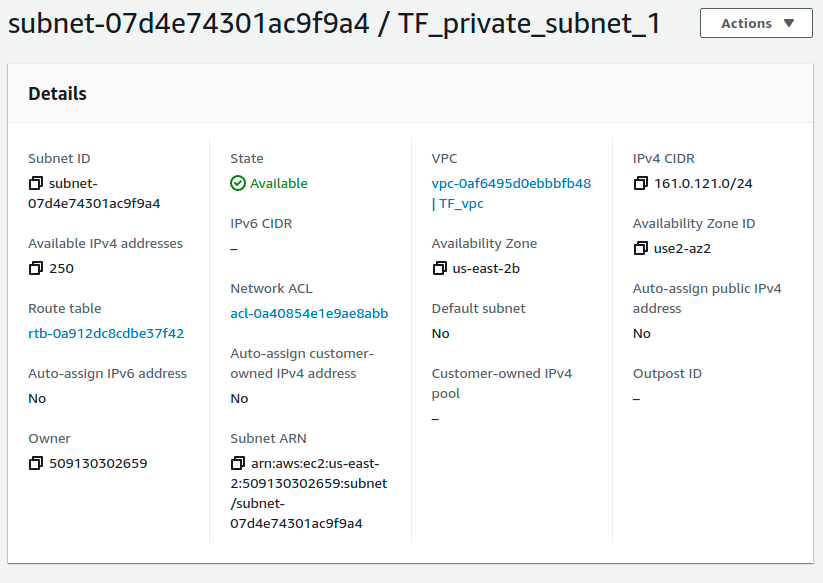 subnet-07d4e74301ac9f9a4 / TF_private_subnet_1
Actions
Details
Subnet ID
subnet-
07d4e74301ac9f9a4
Available IPv4 addresses
250
Route table
rtb-0a912dc8cdbe37f42
Auto-assign IPv6 address
No
Owner
509130302659
State
Available
IPv6 CIDR
–
Network ACL
acl-0a40854e1e9ae8abb
Auto-assign customer-
owned IPv4 address
No
Subnet ARN
arn:aws:ec2:us-east-
2:509130302659:subnet
/subnet-
07d4e74301ac9f9a4
VPC
vpc-0af6495d0ebbbfb48
| TF_vpc
Availability Zone
us-east-2b
Default subnet
No
Customer-owned IPv4
pool
–
IPv4 CIDR
161.0.121.0/24
Availability Zone ID
use2-az2
Auto-assign public IPv4
address
No
Outpost ID
–